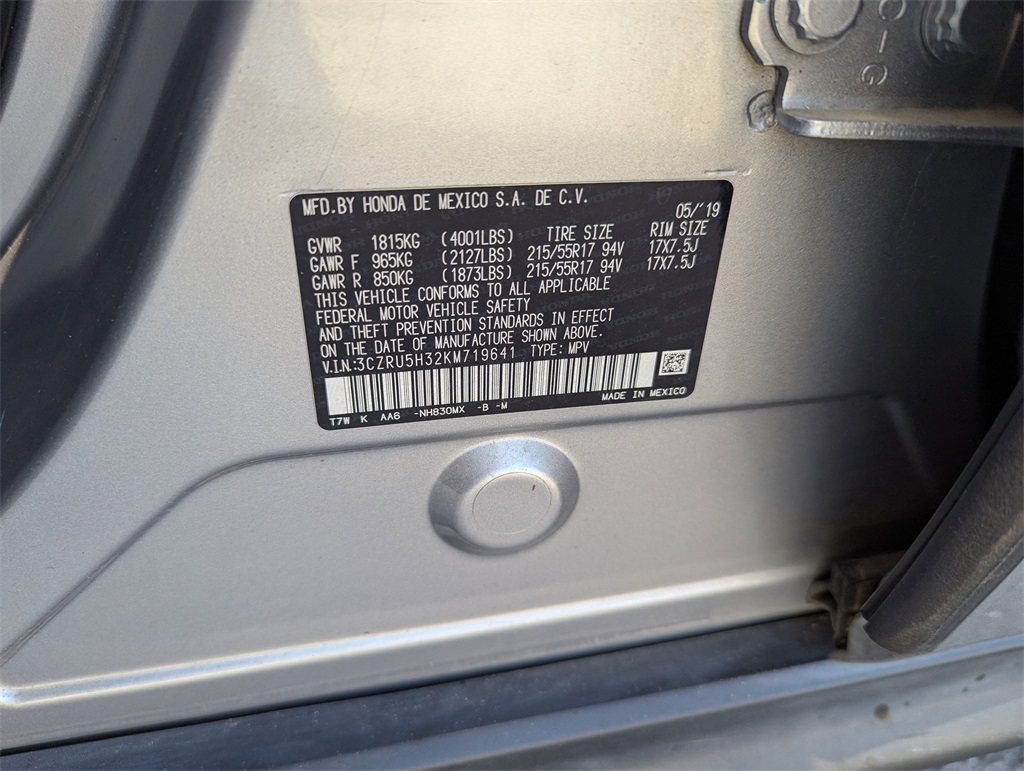 CIG
MFD.BY HONDA DE MEXICO S.A. DE C.V.
05/'19
GVWR 1815KG (4001LBS) TIRE SIZE RIM SIZE
GAWR F 965KG (2127LBS) 215/55R17 94V 17X7.5J
GAWR R 850KG (1873LBS) 215/55R17 94V 17X7.5J
THIS VEHICLE CONFORMS TO ALL APPLICABLE
FEDERAL MOTOR VEHICLE SAFETY
AND THEFT PREVENTION STANDARDS IN EFFECT
ON THE DATE OF MANUFACTURE SHOWN ABOVE.
V.I.N:3CZRU5H32KM719641 TYPE: MPV
MADE IN MEXICO
T7W K AA6 -NH830MX -B -M